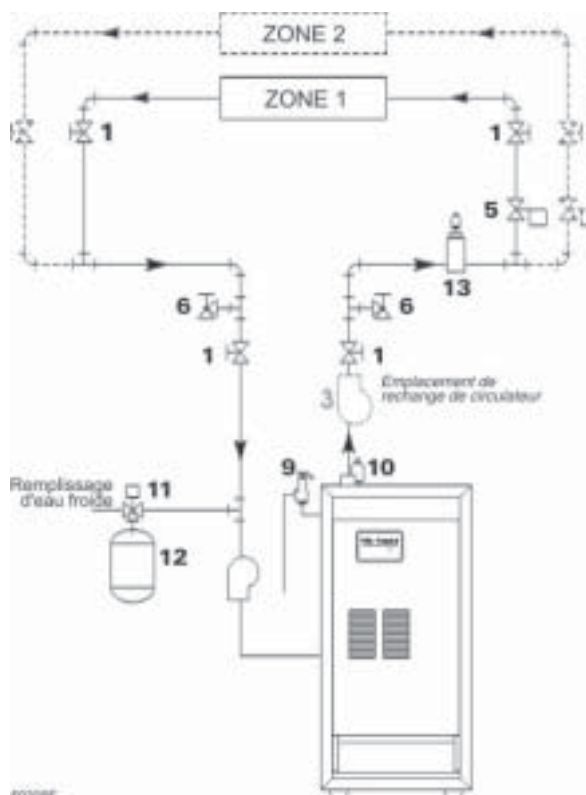 ZONE 2
ZONE 1
1
1
5
13
6
6
1
1
3
Emplacement de
rechange de circulateur
9
10
Remplissage
d'eau froide
11
12